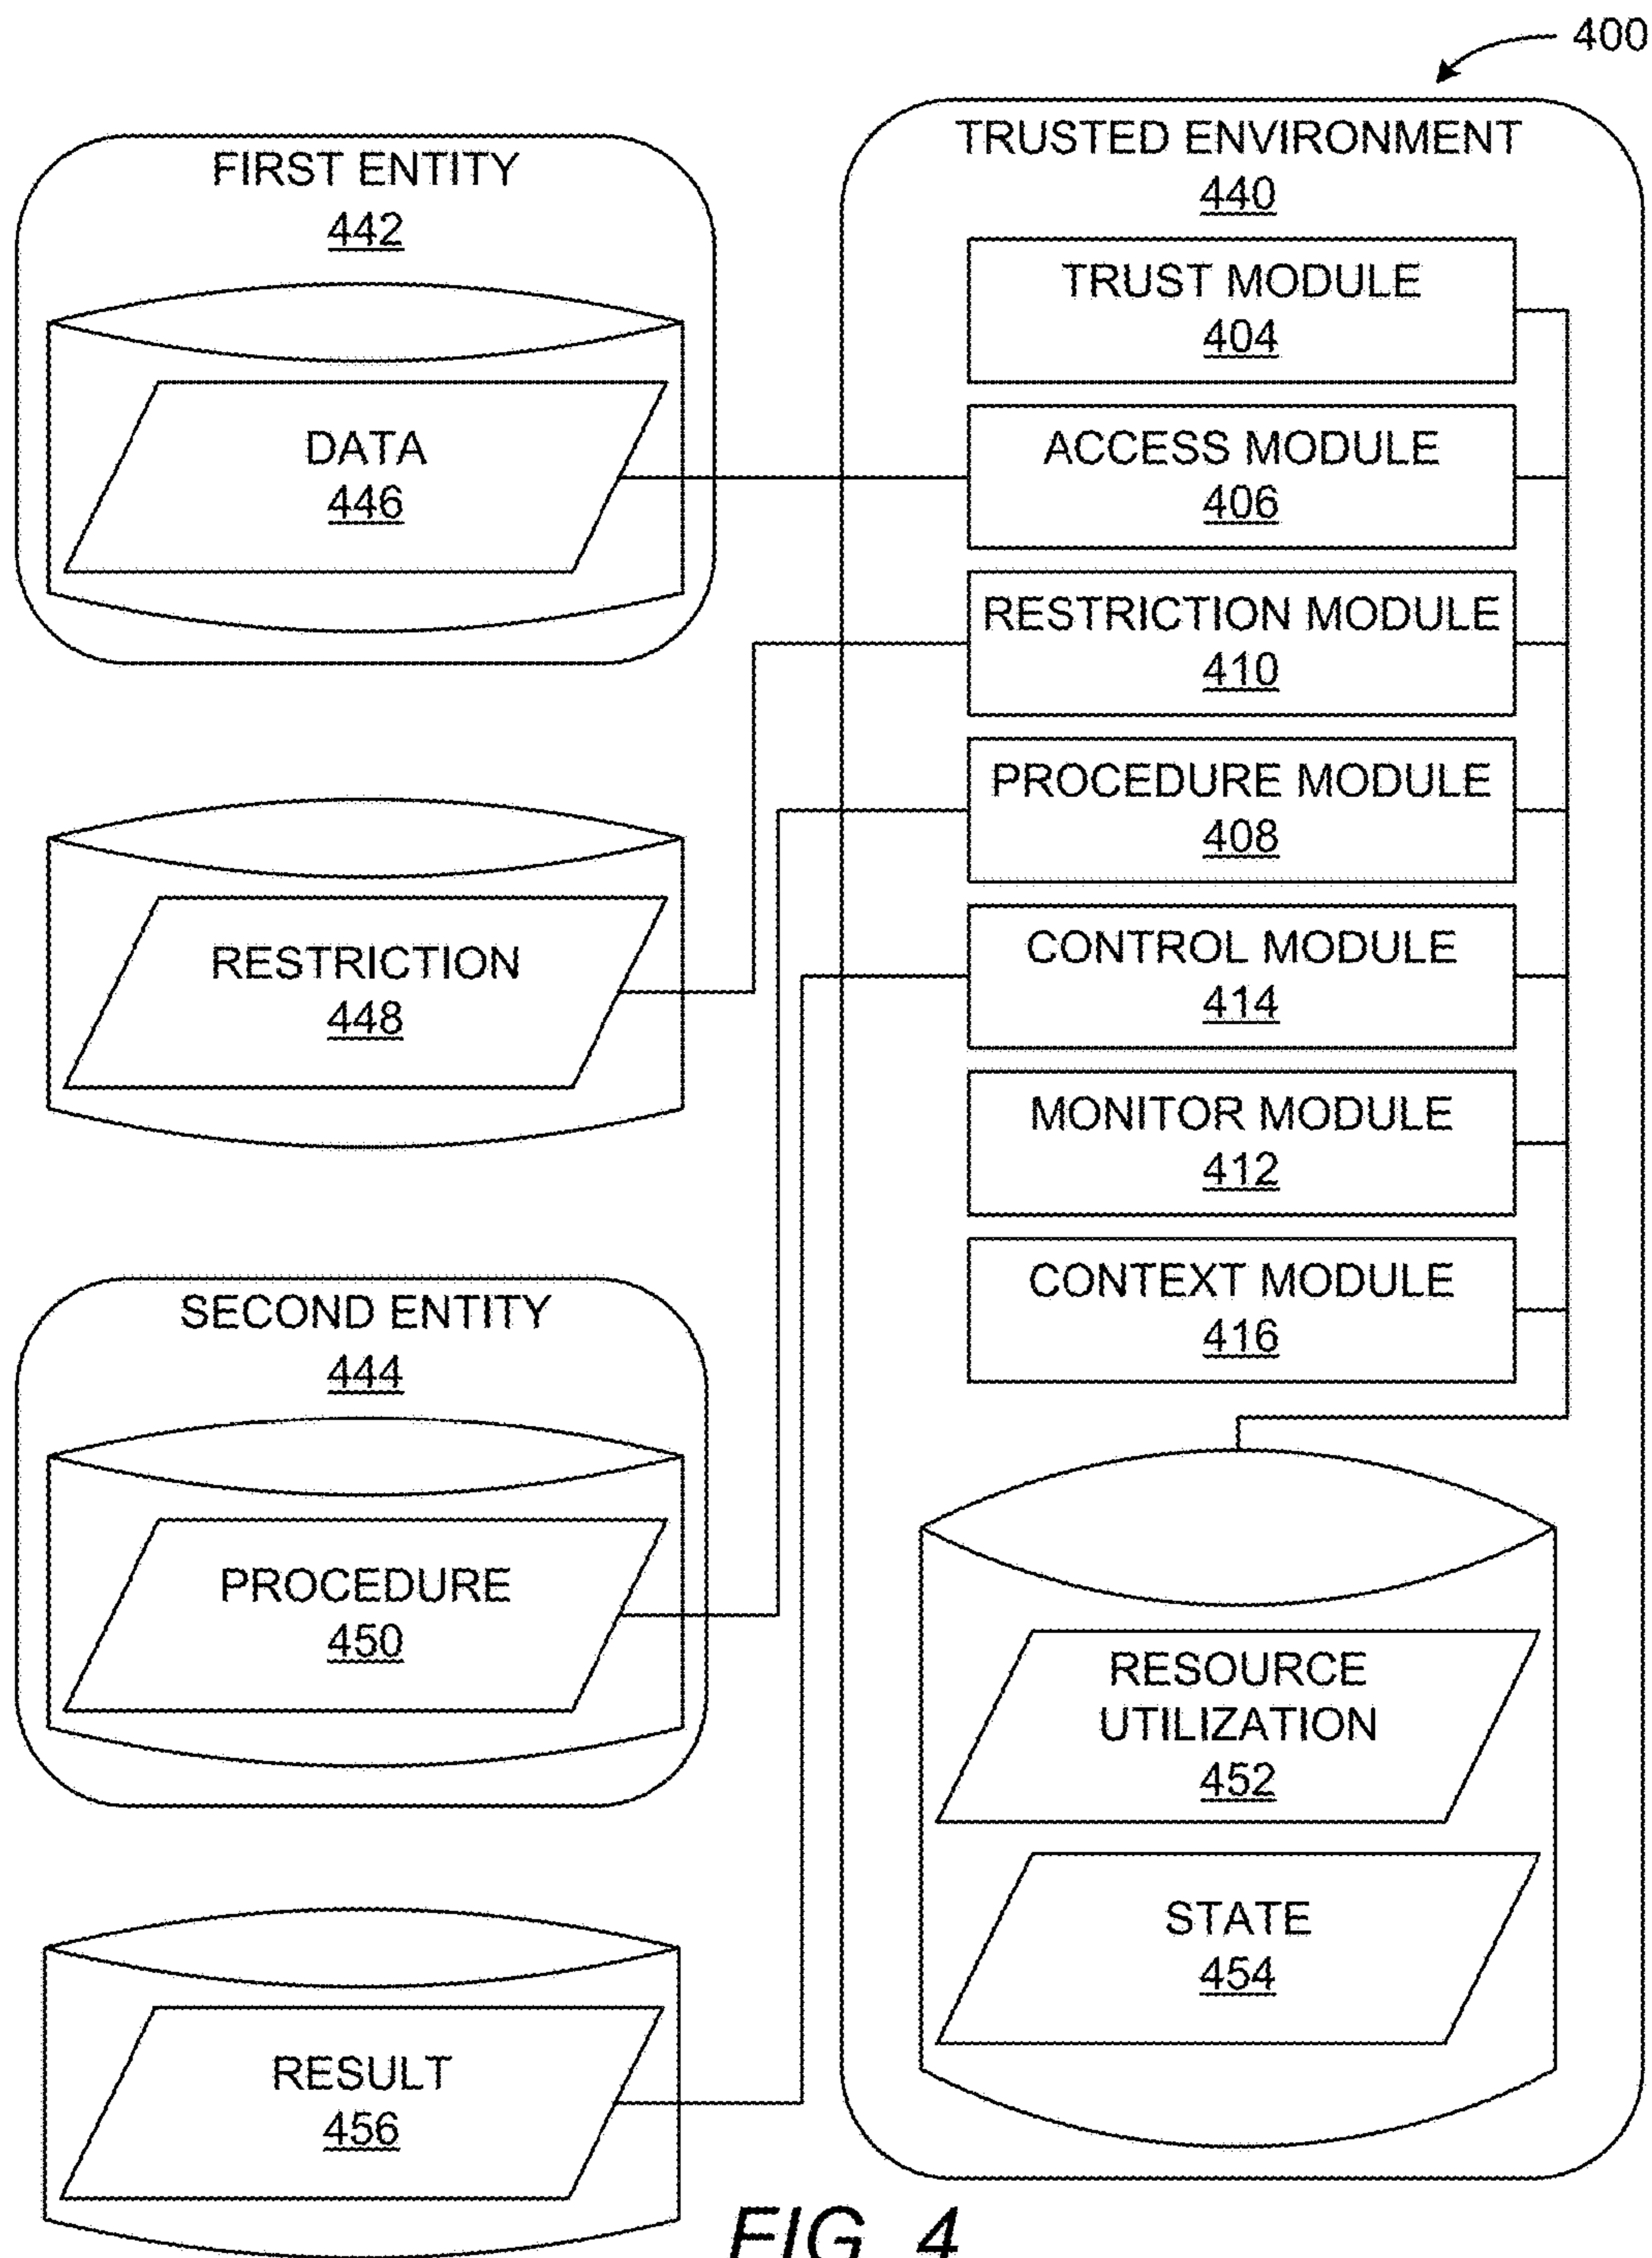 400
FIRST ENTITY
442
DATA
446
RESTRICTION
448
SECOND ENTITY
444
PROCEDURE
450
RESULT
456
TRUSTED ENVIRONMENT
440
TRUST MODULE
404
ACCESS MODULE
406
RESTRICTION MODULE
410
PROCEDURE MODULE
408
CONTROL MODULE
414
MONITOR MODULE
412
CONTEXT MODULE
416
RESOURCE
UTILIZATION
452
STATE
454
FIG. 4